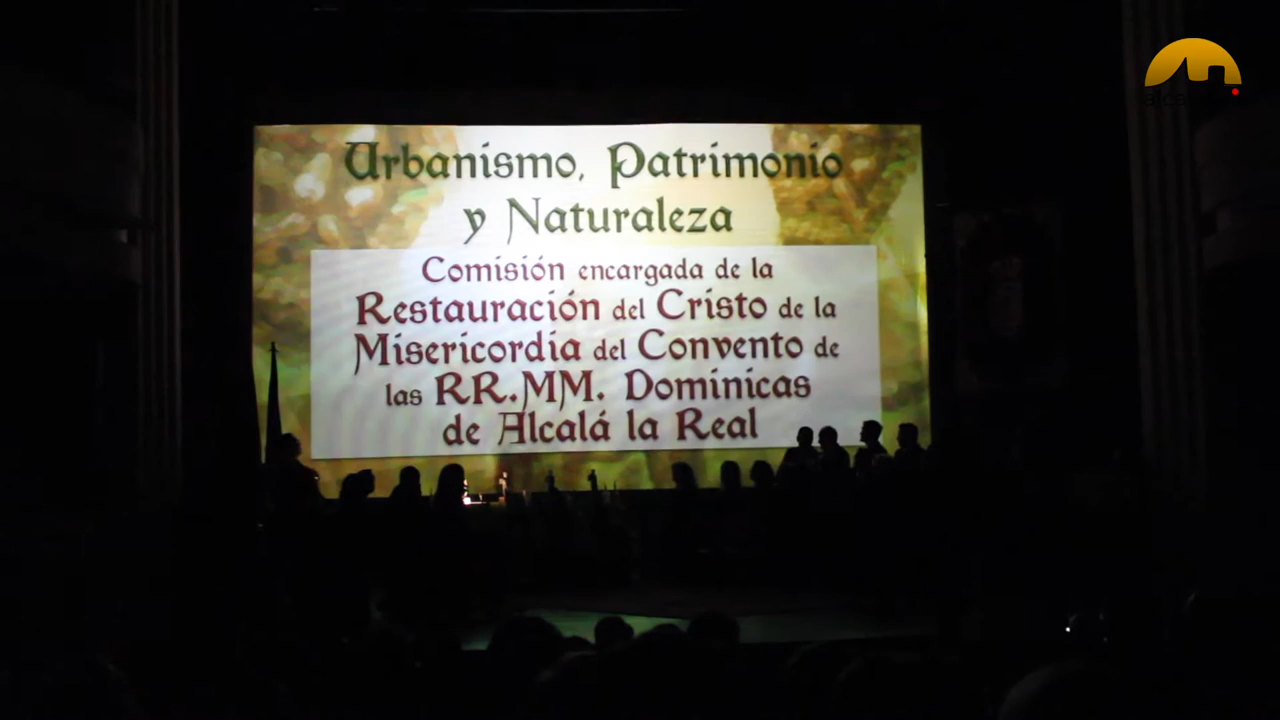 Urbanismo, Patrimonio
y Naturaleza
Comisión encargada de la
Restauración del Cristo de la
Misericordia del Convento de
las RR.MM. Dominicas
de Alcalá la Real